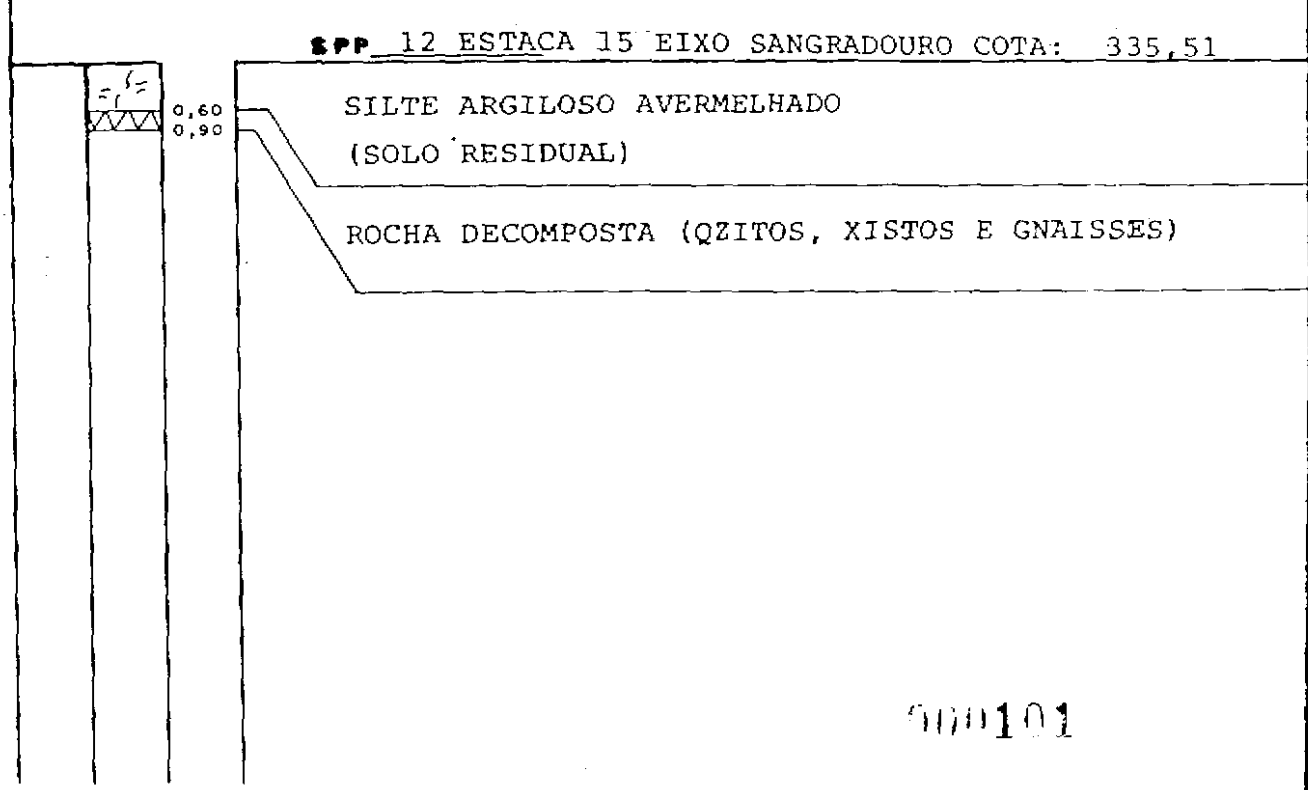 SPP 12 ESTACA 15 EIXO SANGRADOURO COTA: 335,51
0,60
SILTE ARGILOSO AVERMELHADO
0,90
(SOLO RESIDUAL)
ROCHA DECOMPOSTA (QZITOS, XISTOS E GNAISSES)
000101